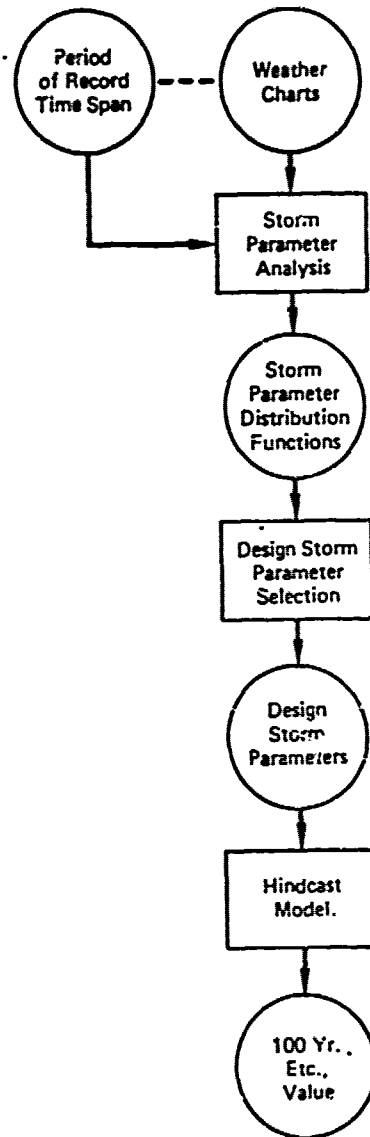 Period
of Record
Time Span
Weather
Charts
Storm
Parameter
Analysis
Storm
Parameter
Distribution
Functions
Design Storm
Parameter
Selection
Design
Storm
Parameters
Hindcast
Model.
100 Yr.
Etc.,
Value